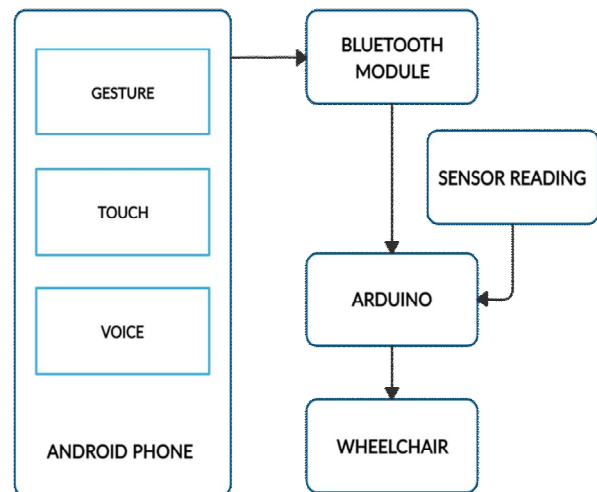 GESTURE
TOUCH
VOICE
ANDROID PHONE
BLUETOOTH
MODULE
SENSOR READING
ARDUINO
WHEELCHAIR